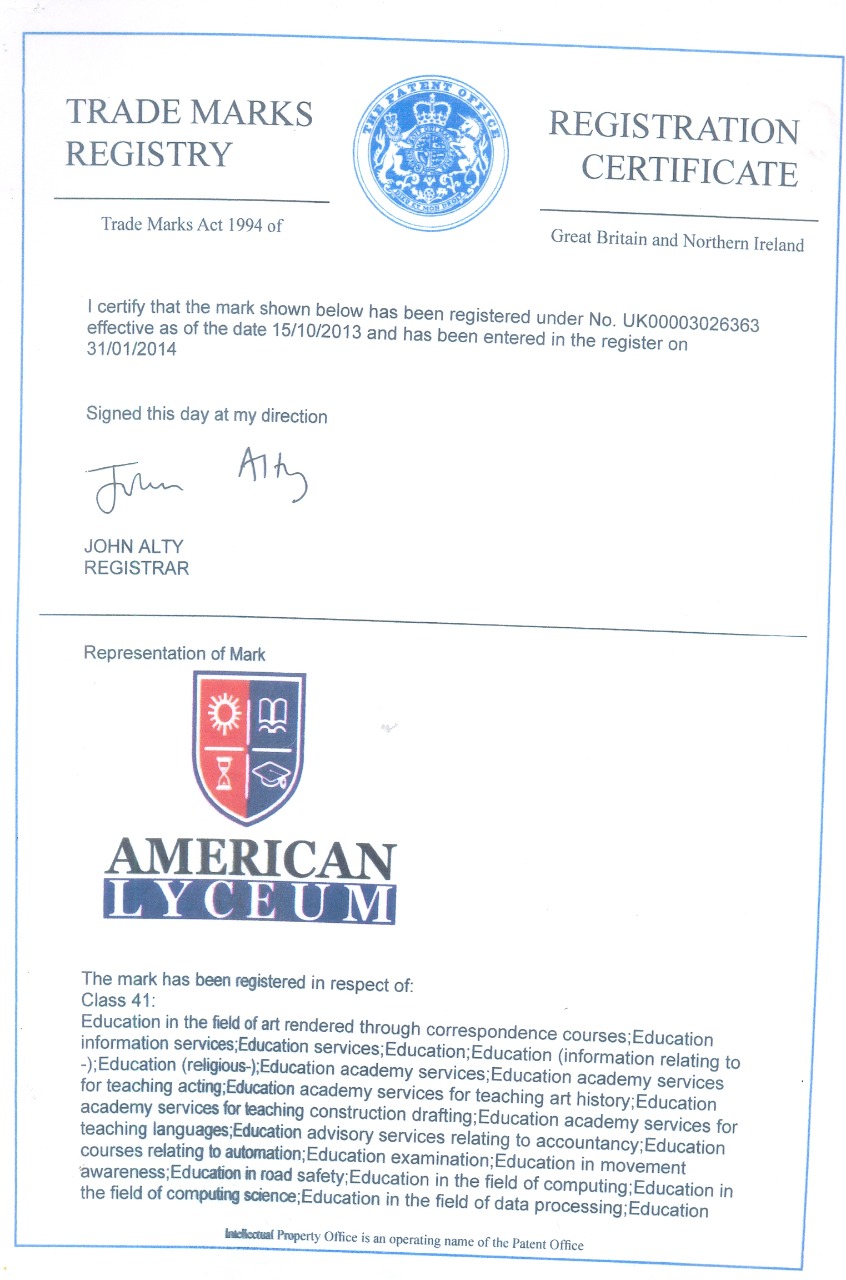 TRADE MARKS
REGISTRY
THE PATENT OFFICE
REGISTRATION
CERTIFICATE
Trade Marks Act 1994 of
Great Britain and Northern Ireland
I certify that the mark shown below has been registered under No. UK00003026363
effective as of the date 15/10/2013 and has been entered in the register on
31/01/2014
Signed this day at my direction
John Alty
JOHN ALTY
REGISTRAR
Representation of Mark
AMERICAN
LYCEUM
The mark has been registered in respect of:
Class 41:
Education in the field of art rendered through correspondence courses;Education
information services;Education services;Education;Education (information relating to
-);Education (religious-);Education academy services;Education academy services
for teaching acting;Education academy services for teaching art history;Education
academy services for teaching construction drafting;Education academy services for
teaching languages;Education advisory services relating to accountancy;Education
courses relating to automation;Education examination;Education in movement
awareness;Education in road safety;Education in the field of computing;Education in
the field of computing science;Education in the field of data processing;Education
Intellectual Property Office is an operating name of the Patent Office